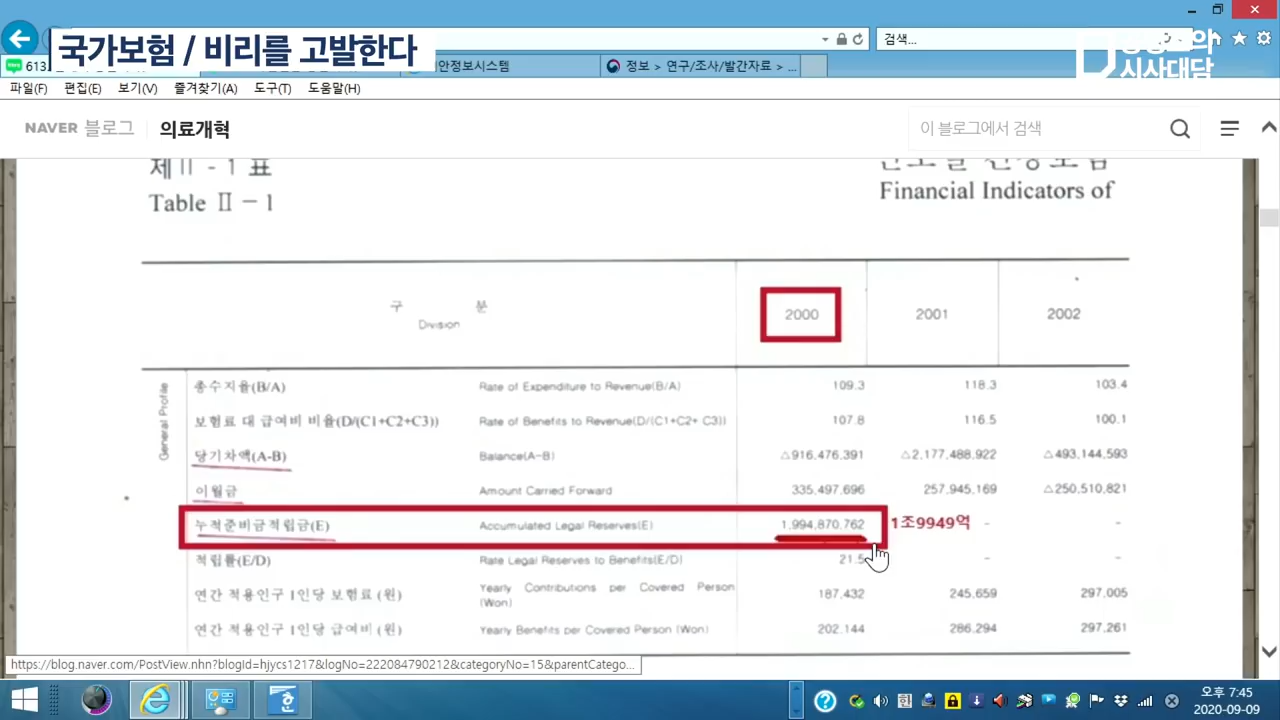 국가보험 / 비리를 고발한다
시사대담
검색...
613
안정보시스템
정보 > 연구/조사/발간자료 > ...
파일(F) 편집(E) 보기(V) 즐겨찾기(A) 도구(T) 도움말(H)
NAVER 블로그 의료개혁
이 블로그에서 검색
제Ⅱ - 1 표
Table Ⅱ - 1
Financial Indicators of
구 분
Division
2000 2001 2002
General Profile
총수지율(B/A) Rate of Expenditure to Revenue(B/A) 109.3 118.3 103.4
보험료 대 급여비 비율(D/(C1+C2+C3)) Rate of Benefits to Revenue(D/(C1+C2+ C3)) 107.8 116.5 100.1
당기차액(A-B) Balance(A-B) △916,476,391 △2,177,488,922 △493,144,593
이월금 Amount Carried Forward 335,497,696 257,945,169 △250,510,821
누적준비금적립금(E) Accumulated Legal Reserves(E) 1,994,870,762 1조9949억 - -
적립률(E/D) Rate Legal Reserves to Benefits(E/D) 21.5 - -
연간 적용인구 1인당 보험료 (원) Yearly Contributions per Covered Person (Won) 187,432 245,659 297,005
연간 적용인구 1인당 급여비 (원) Yearly Benefits per Covered Person (Won) 202,144 286,294 297,261
https://blog.naver.com/PostView.nhn?blogId=hjycs1217&logNo=222084790212&categoryNo=15&parentCatego...
오후 7:45
2020-09-09